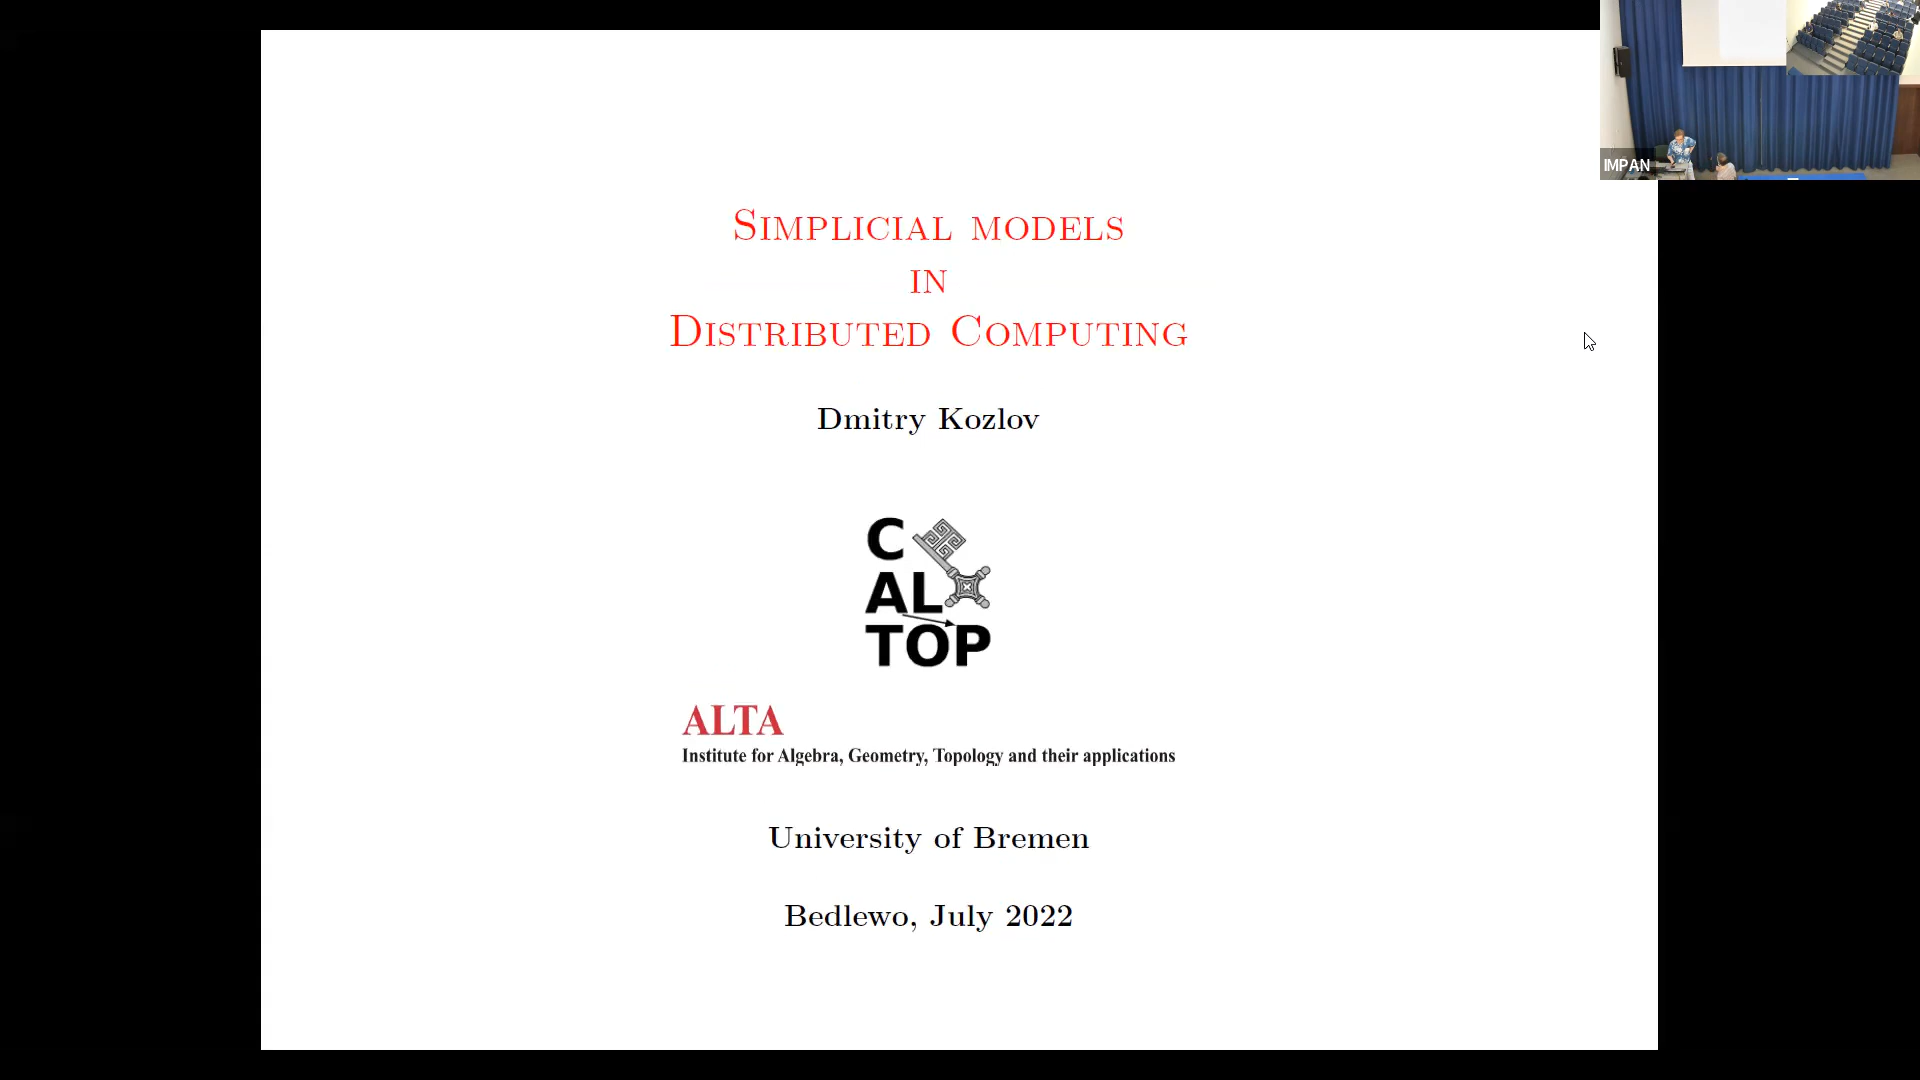 SIMPLICIAL MODELS
IN
DISTRIBUTED COMPUTING
Dmitry Kozlov
C
AL
TOP
ALTA
Institute for Algebra, Geometry, Topology and their applications
University of Bremen
Bedlewo, July 2022
IMPAN